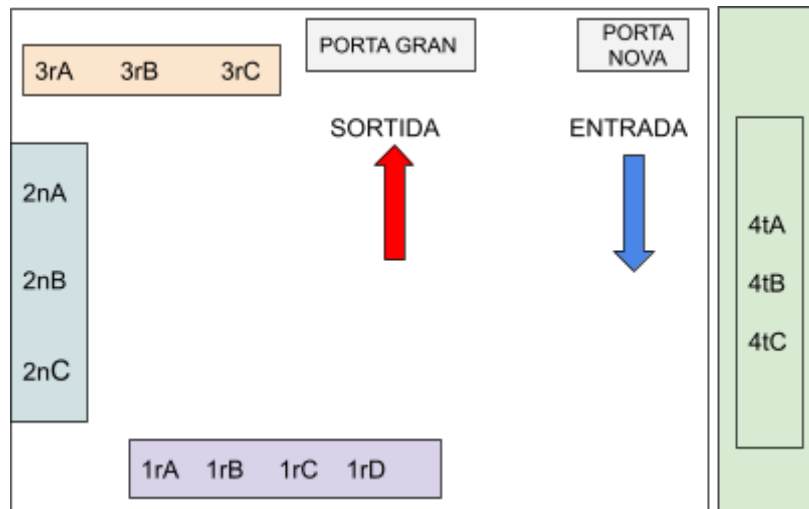 3rA 3rB 3rC
PORTA GRAN
PORTA
NOVA
SORTIDA
ENTRADA
2nA
2nB
2nC
4tA
4tB
4tC
1rA 1rB 1rC 1rD